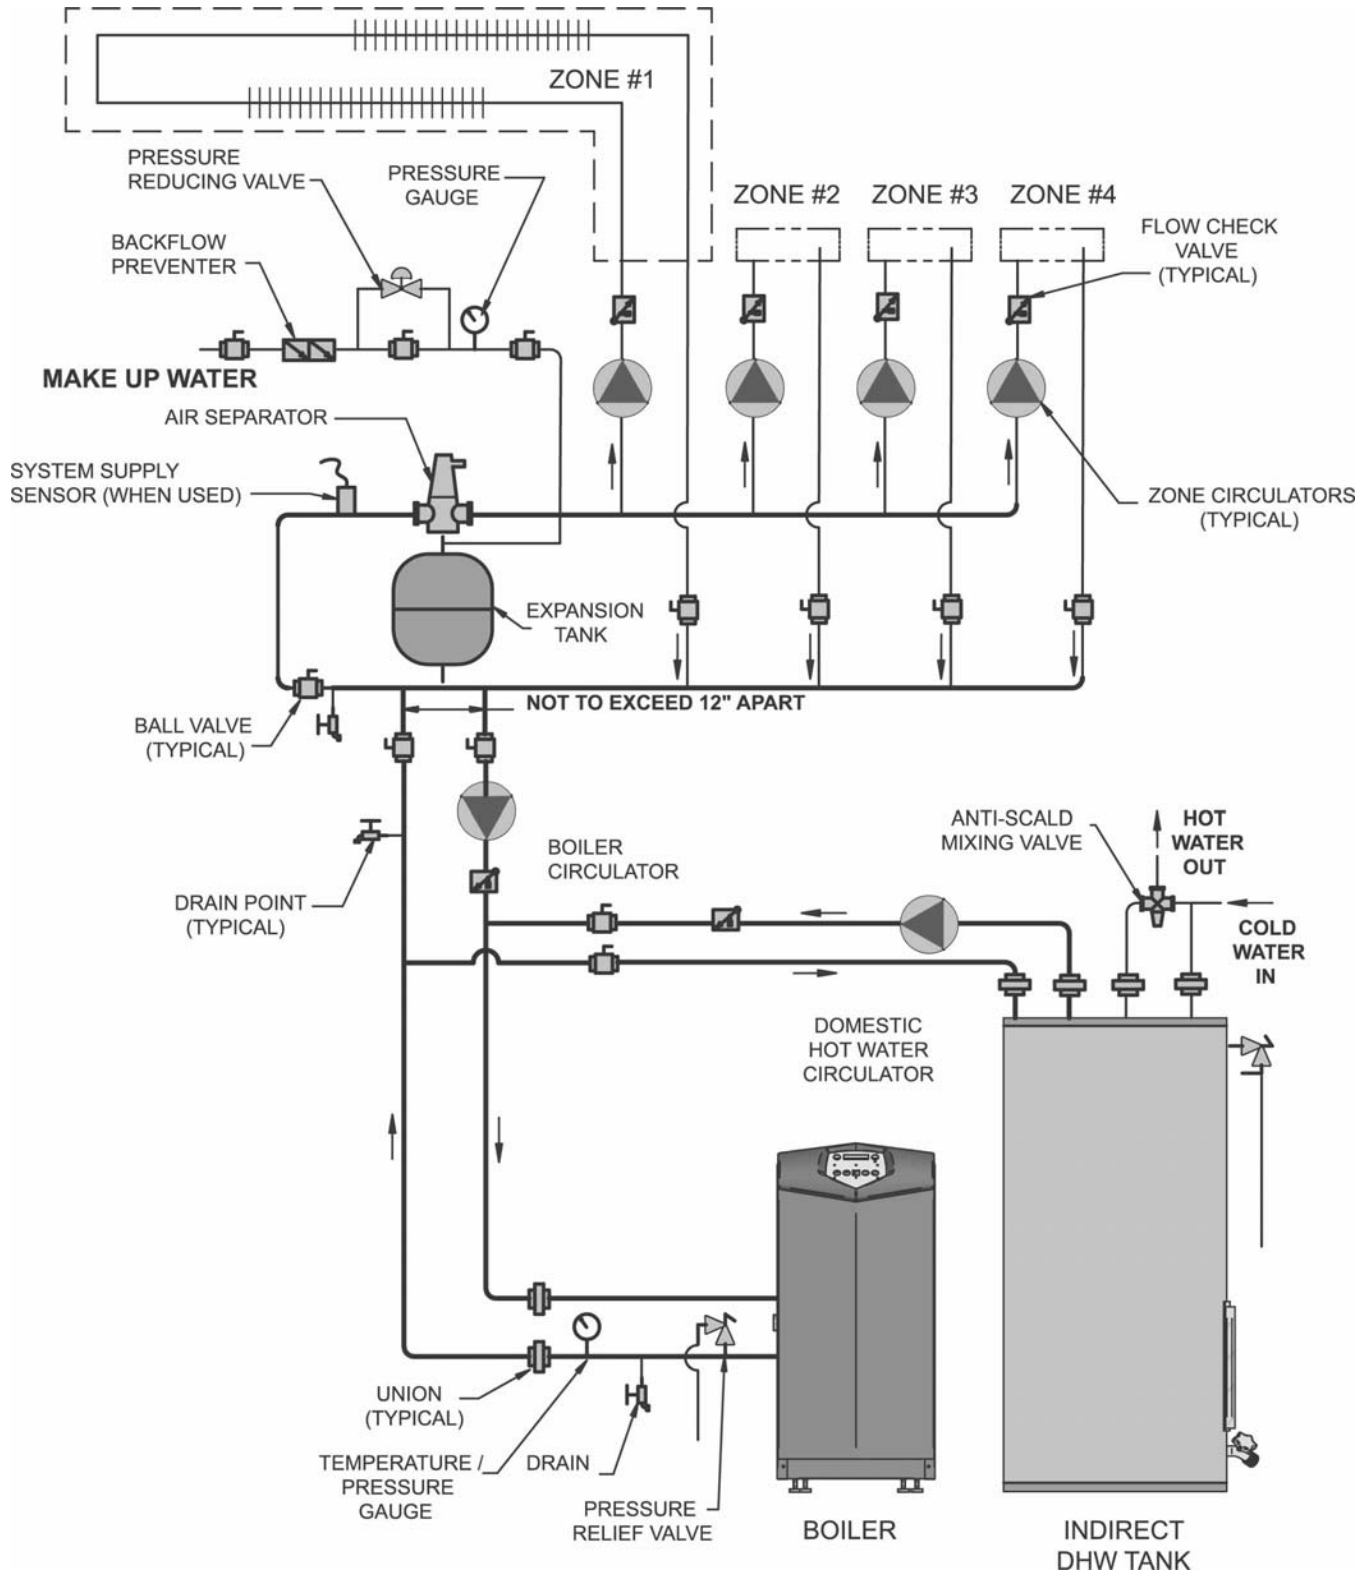 ZONE #1
PRESSURE
REDUCING VALVE
PRESSURE
GAUGE
ZONE #2
ZONE #3
ZONE #4
FLOW CHECK
VALVE
(TYPICAL)
BACKFLOW
PREVENTER
MAKE UP WATER
AIR SEPARATOR
SYSTEM SUPPLY
SENSOR (WHEN USED)
ZONE CIRCULATORS
(TYPICAL)
EXPANSION
TANK
NOT TO EXCEED 12" APART
BALL VALVE
(TYPICAL)
ANTI-SCALD
MIXING VALVE
HOT
WATER
OUT
BOILER
CIRCULATOR
DRAIN POINT
(TYPICAL)
COLD
WATER
IN
DOMESTIC
HOT WATER
CIRCULATOR
UNION
(TYPICAL)
TEMPERATURE /
PRESSURE
GAUGE
DRAIN
PRESSURE
RELIEF VALVE
BOILER
INDIRECT
DHW TANK